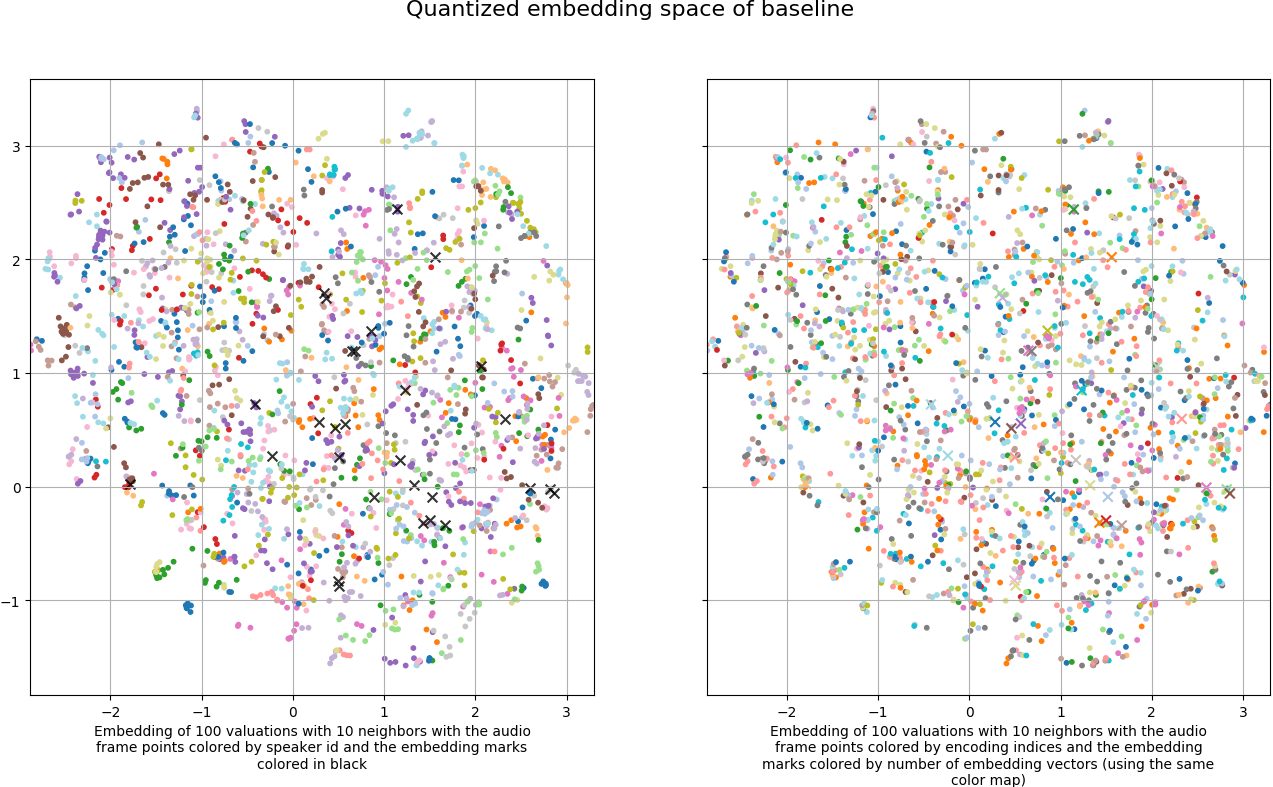 Quantized embedding space of baseline
3
2
1
0
−1
−2
−1
0
1
2
3
−2
−1
0
1
2
3
Embedding of 100 valuations with 10 neighbors with the audio
frame points colored by speaker id and the embedding marks
colored in black
Embedding of 100 valuations with 10 neighbors with the audio
frame points colored by encoding indices and the embedding
marks colored by number of embedding vectors (using the same
color map)